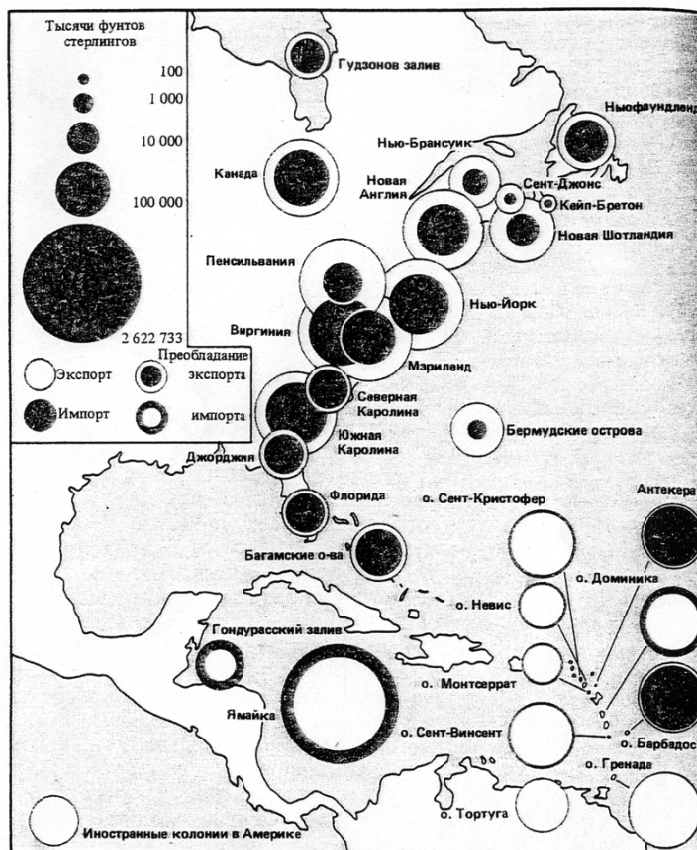 Тысячи фунтов
стерлингов
100
1 000
10 000
100 000
2 622 733
Преобладание
Экспорт
экспорта
Импорт
импорта
Гудзонов залив
Ньюфаундленд
Нью-Брансуик
Канада
Новая
Англия
Сент-Джонс
Кейп-Бретон
Новая Шотландия
Пенсильвания
Нью-Йорк
Виргиния
Мэриленд
Северная
Каролина
Бермудские острова
Южная
Каролина
Джорджия
Флорида
о. Сент-Кристофер
Антекера
Багамские о-ва
о. Доминика
о. Невис
Гондурасский залив
о. Монтсеррат
Ямайка
о. Сент-Винсент
о. Барбадос
о. Гренада
о. Тортуга
Иностранные колонии в Америке